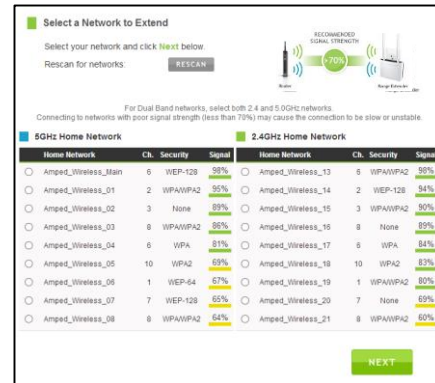 Select a Network to Extend
Select your network and click Next below.
Rescan for networks: RESCAN
RECOMMENDED
SIGNAL STRENGTH
>70%
Router
Range Extender
For Dual Band networks, select both 2.4 and 5.0GHz networks.
Connecting to networks with poor signal strength (less than 70%) may cause the connection to be slow or unstable.
5GHz Home Network
Home Network Ch. Security Signal
Amped_Wireless_Main 6 WEP-128 98%
Amped_Wireless_01 2 WPA/WPA2 95%
Amped_Wireless_02 3 None 89%
Amped_Wireless_03 8 WPA/WPA2 86%
Amped_Wireless_04 6 WPA 81%
Amped_Wireless_05 10 WPA2 69%
Amped_Wireless_06 1 WEP-64 67%
Amped_Wireless_07 7 WEP-128 65%
Amped_Wireless_08 8 WPA/WPA2 64%
2.4GHz Home Network
Home Network Ch. Security Signal
Amped_Wireless_13 6 WPA/WPA2 98%
Amped_Wireless_14 2 WEP-128 94%
Amped_Wireless_15 3 WPA/WPA2 90%
Amped_Wireless_16 8 None 89%
Amped_Wireless_17 6 WPA 84%
Amped_Wireless_18 10 WPA2 83%
Amped_Wireless_19 1 WPA/WPA2 80%
Amped_Wireless_20 7 None 69%
Amped_Wireless_21 8 WPA/WPA2 60%
NEXT